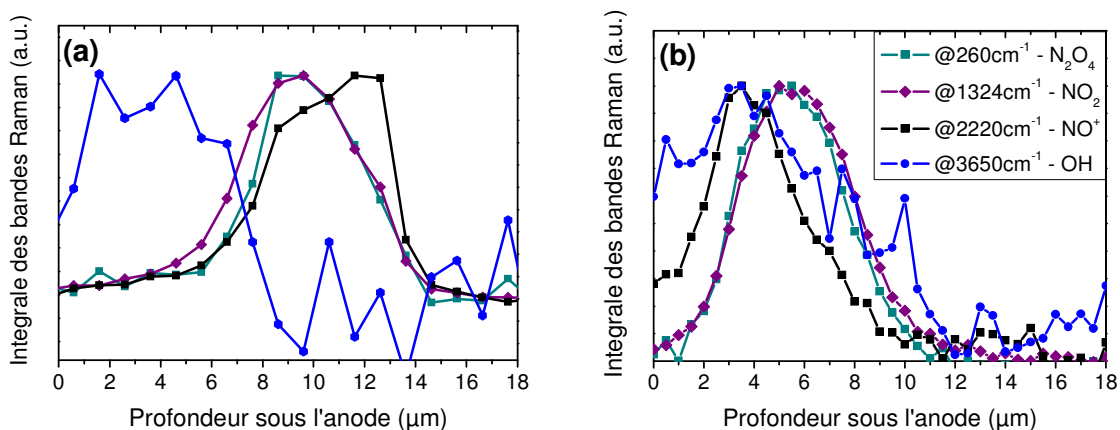 (a)
Integrale des bandes Raman (a.u.)
0 2 4 6 8 10 12 14 16 18
Profondeur sous l'anode (µm)
(b)
Integrale des bandes Raman (a.u.)
@260cm⁻¹ - N₂O₄
@1324cm⁻¹ - NO₂
@2220cm⁻¹ - NO⁺
@3650cm⁻¹ - OH
0 2 4 6 8 10 12 14 16 18
Profondeur sous l'anode (µm)